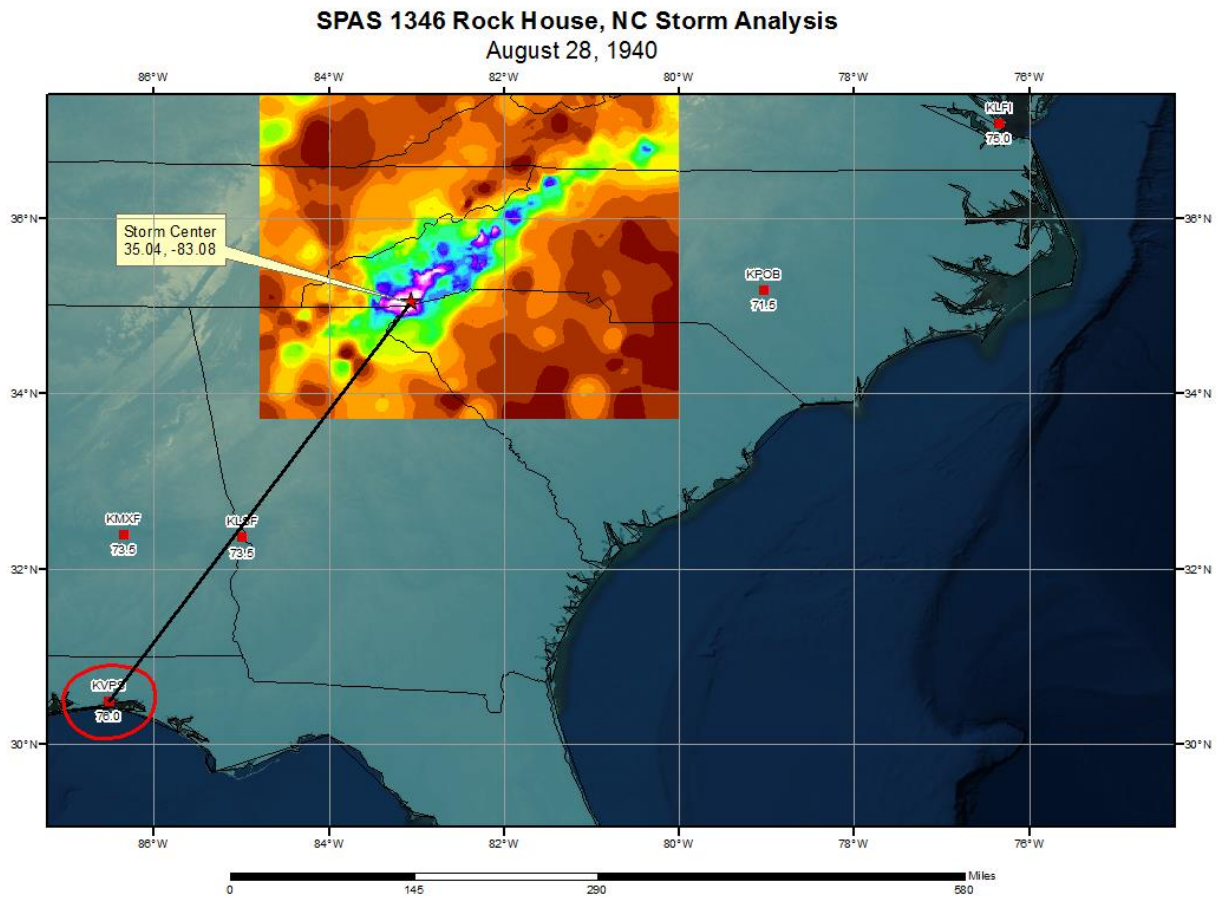 SPAS 1346 Rock House, NC Storm Analysis
August 28, 1940
86°W 84°W 82°W 80°W 78°W 76°W
KLFI
75.0
36°N 36°N
Storm Center
35.04, -83.08
KPOB
71.5
34°N 34°N
KMXF
73.5
KLSF
73.5
32°N 32°N
KVPS
76.0
30°N 30°N
86°W 84°W 82°W 80°W 78°W 76°W
Miles
0 145 290 580